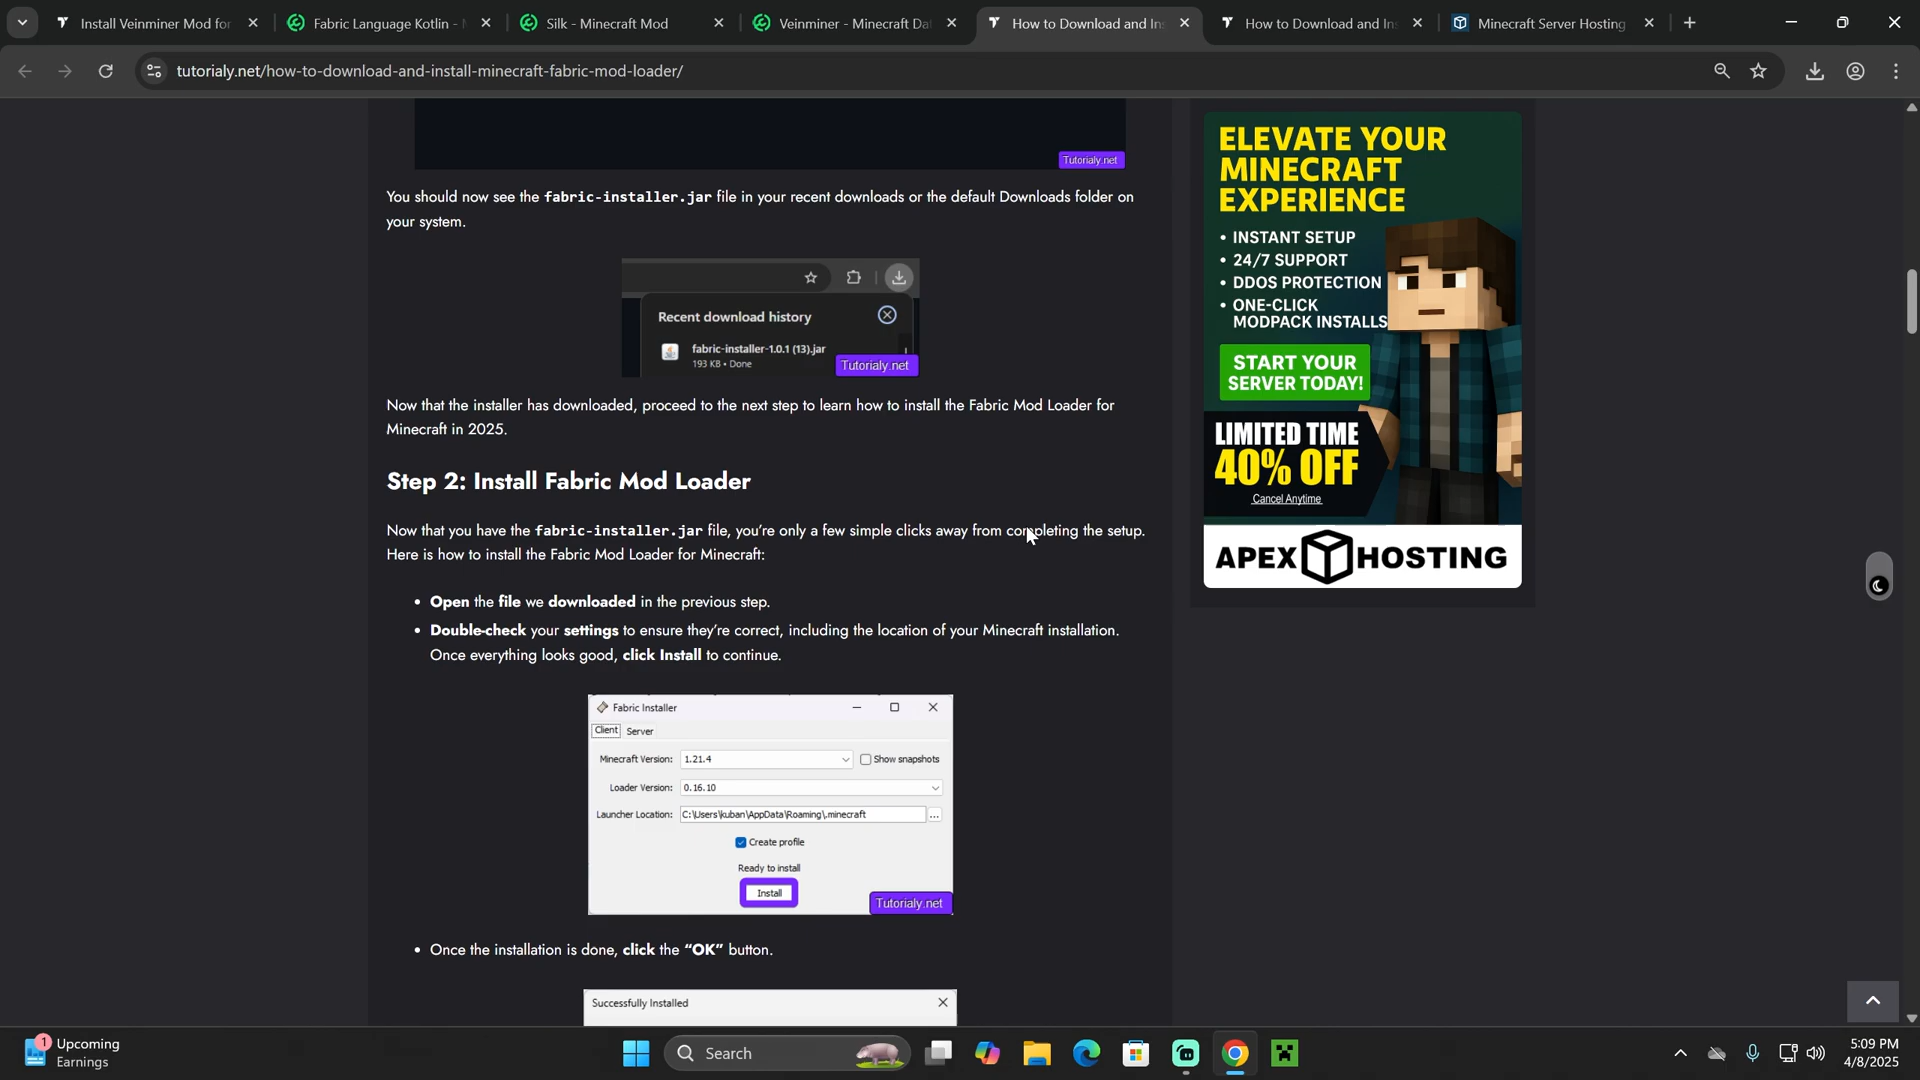 Install Veinminer Mod for
Fabric Language Kotlin -
Silk - Minecraft Mod
Veinminer - Minecraft Da
How to Download and Ins
How to Download and Ins
Minecraft Server Hosting
tutorialy.net/how-to-download-and-install-minecraft-fabric-mod-loader/
Tutorialy.net
You should now see the fabric-installer.jar file in your recent downloads or the default Downloads folder on
your system.
Recent download history
fabric-installer-1.0.1 (13).jar
193 KB • Done
Tutorialy.net
Now that the installer has downloaded, proceed to the next step to learn how to install the Fabric Mod Loader for
Minecraft in 2025.
Step 2: Install Fabric Mod Loader
Now that you have the fabric-installer.jar file, you’re only a few simple clicks away from completing the setup.
Here is how to install the Fabric Mod Loader for Minecraft:
• Open the file we downloaded in the previous step.
• Double-check your settings to ensure they’re correct, including the location of your Minecraft installation.
Once everything looks good, click Install to continue.
Fabric Installer
Client Server
Minecraft Version: 1.21.4 Show snapshots
Loader Version: 0.16.10
Launcher Location: C:\Users\kuban\AppData\Roaming\.minecraft ...
Create profile
Ready to install
Install
Tutorialy.net
• Once the installation is done, click the “OK” button.
Successfully Installed
ELEVATE YOUR
MINECRAFT
EXPERIENCE
• INSTANT SETUP
• 24/7 SUPPORT
• DDOS PROTECTION
• ONE-CLICK
MODPACK INSTALLS
START YOUR
SERVER TODAY!
LIMITED TIME
40% OFF
Cancel Anytime
APEX HOSTING
1
Upcoming
Earnings
Search
5:09 PM
4/8/2025